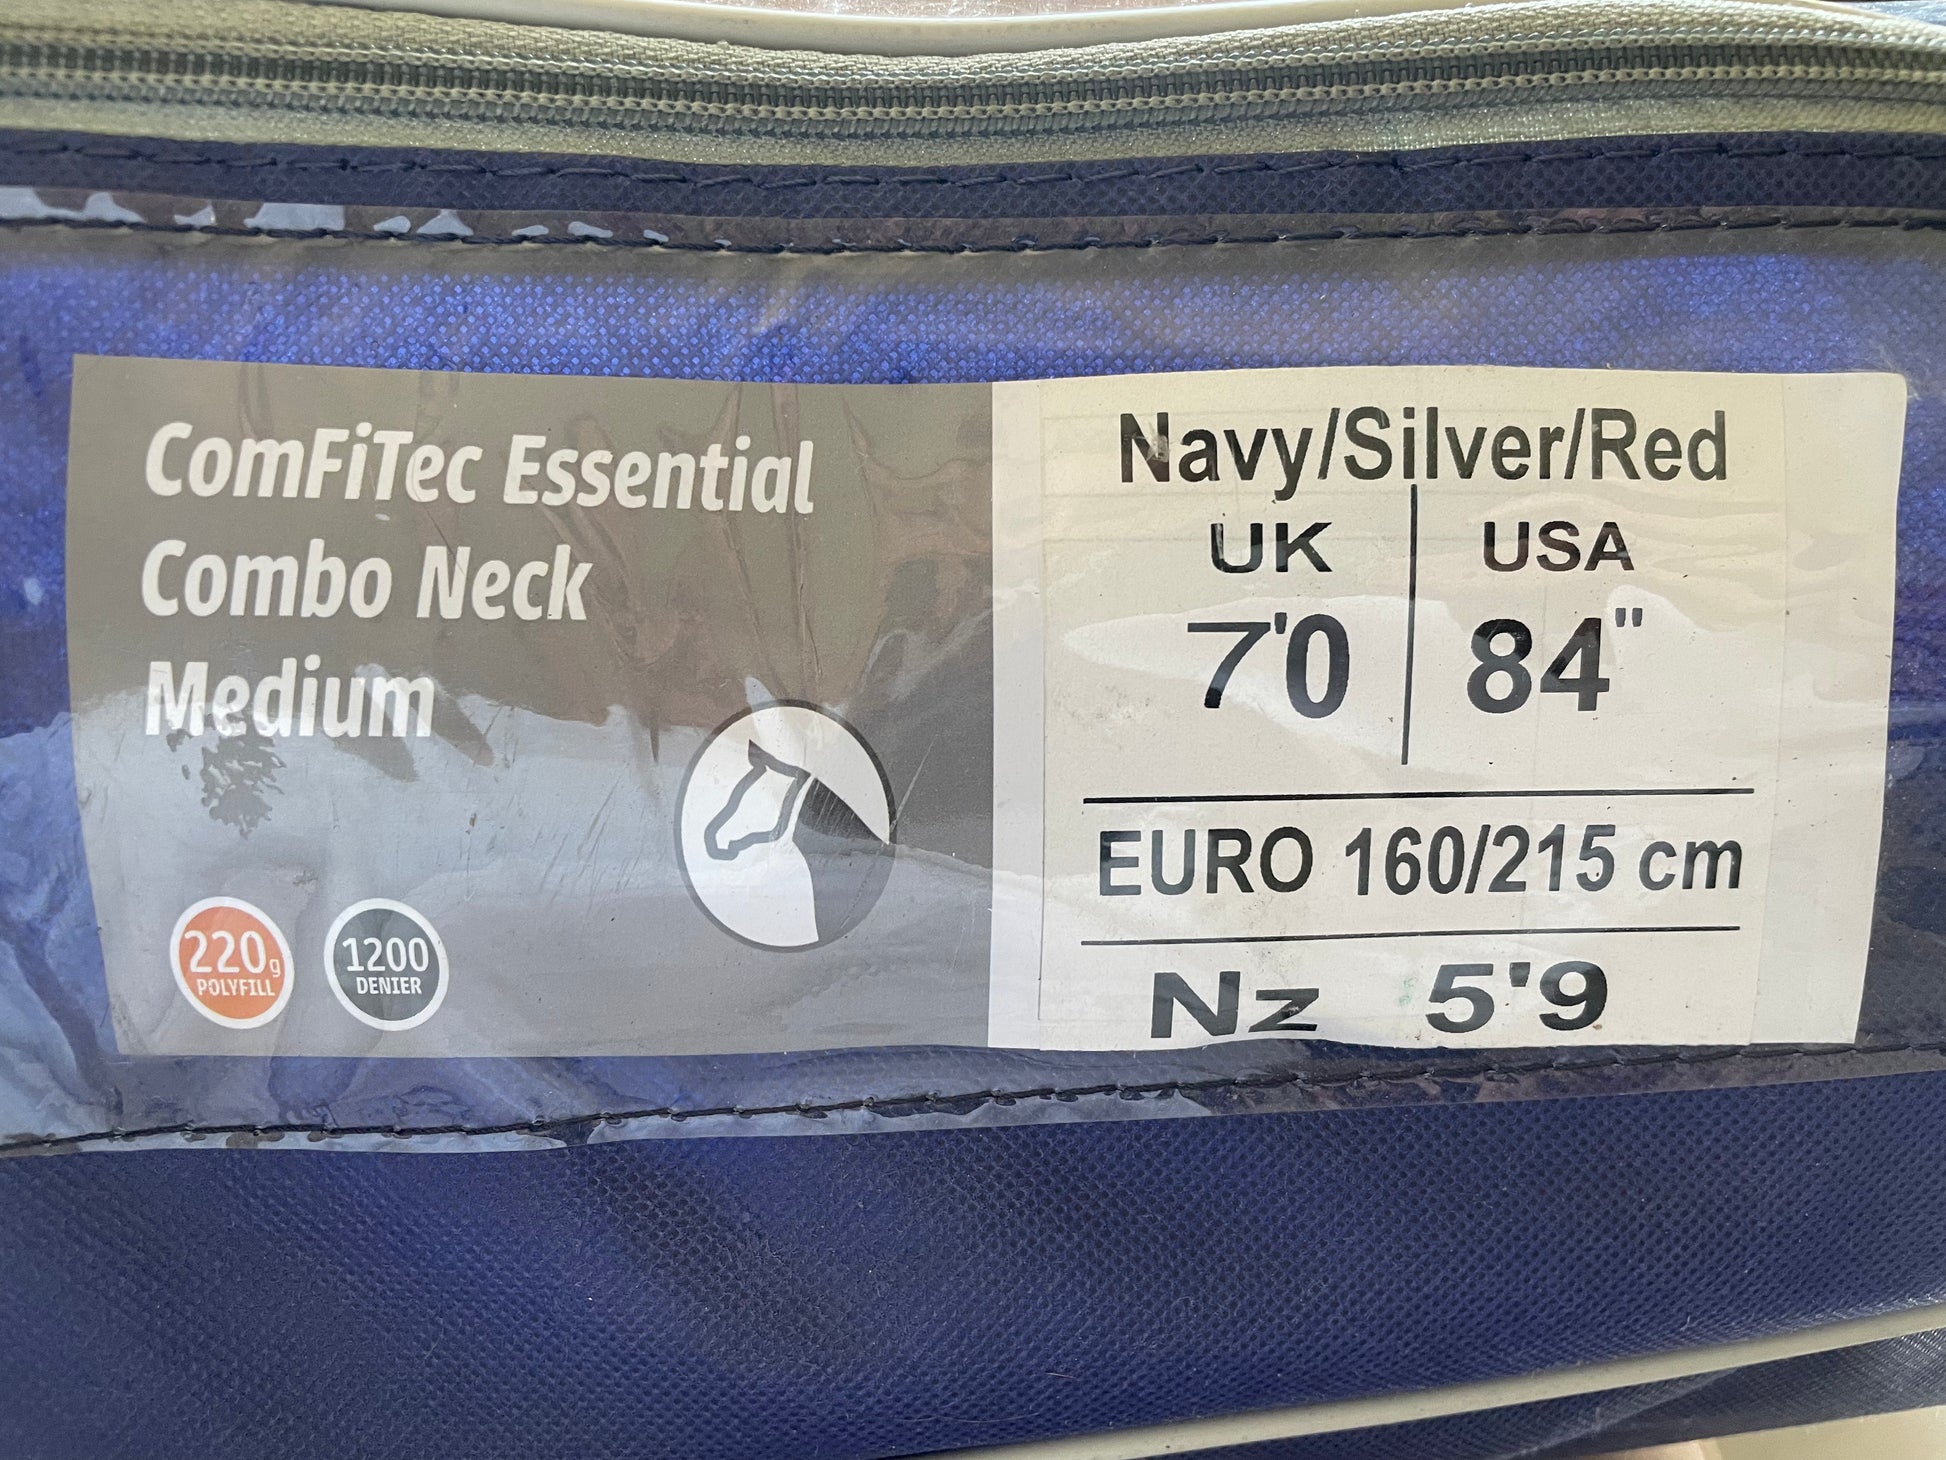 ComFiTec Essential
Combo Neck
Medium
220g
POLYFILL
1200
DENIER
Navy/Silver/Red
UK USA
7'0 84"
EURO 160/215 cm
Nz 5'9